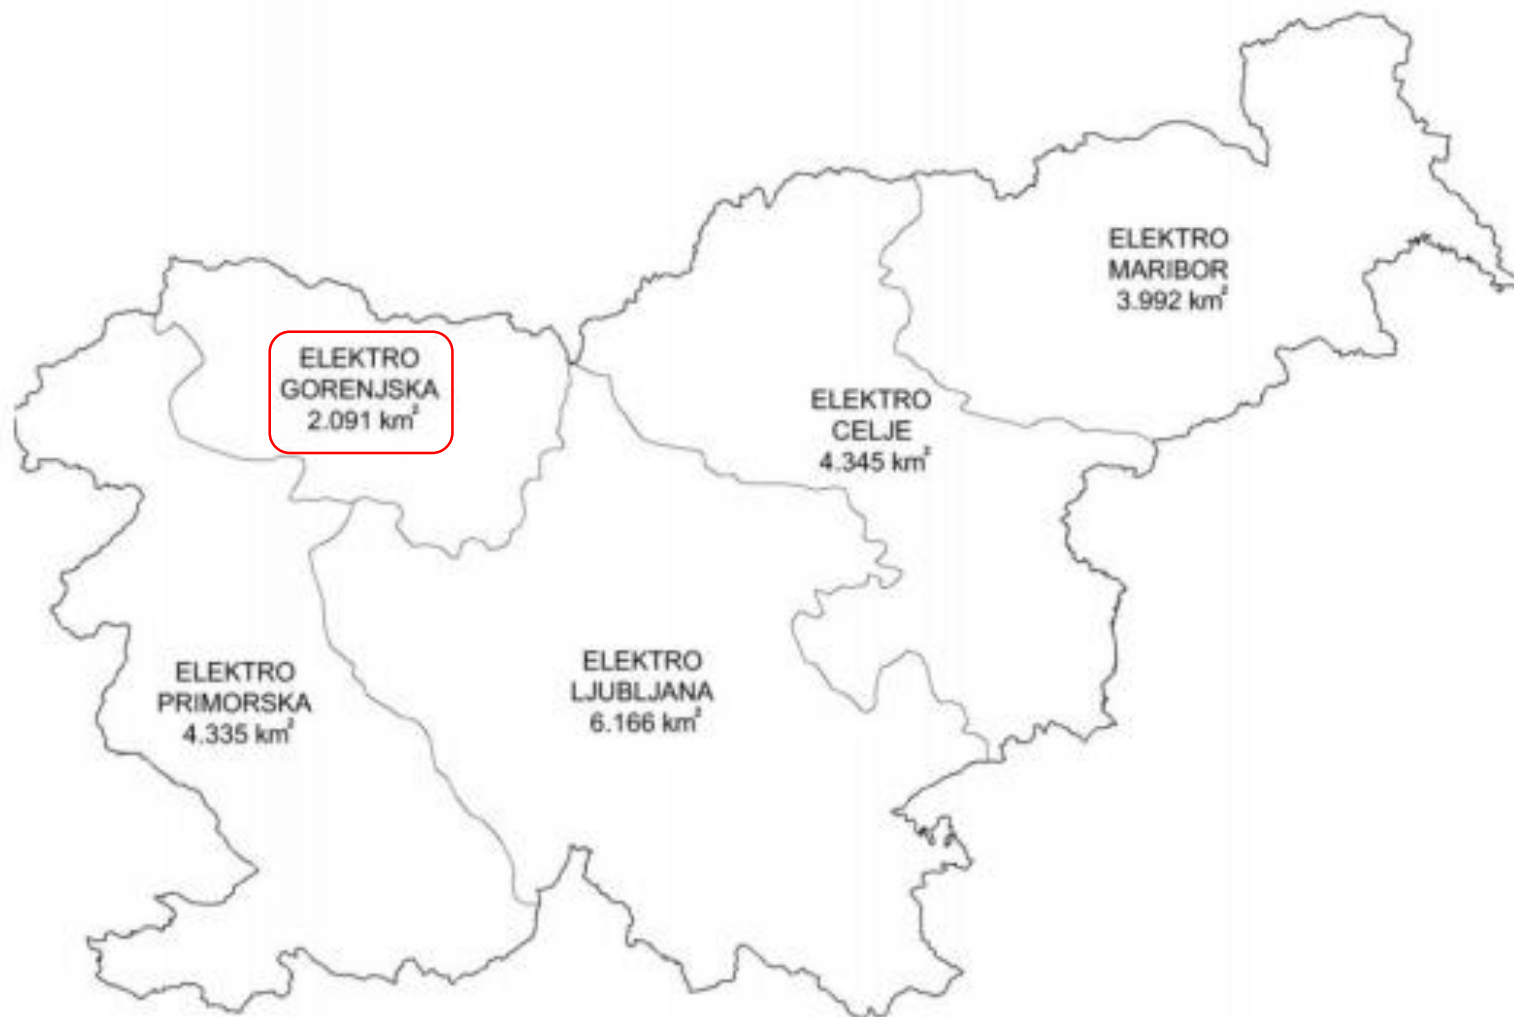 ELEKTRO
MARIBOR
3.992 km²
ELEKTRO
GORENJSKA
2.091 km²
ELEKTRO
CELJE
4.345 km²
ELEKTRO
PRIMORSKA
4.335 km²
ELEKTRO
LJUBLJANA
6.166 km²